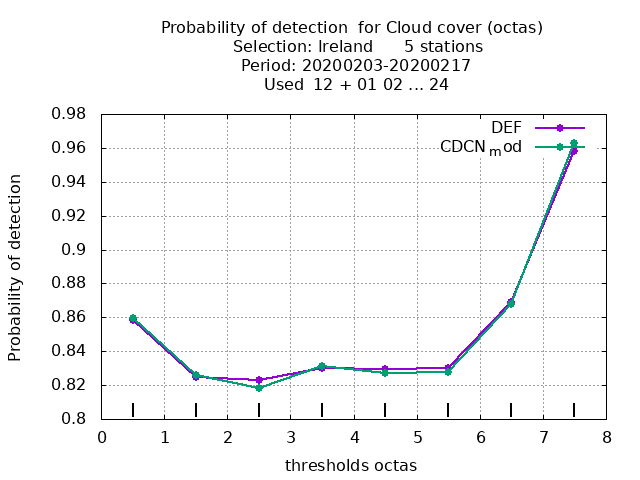 Probability of detection  for Cloud cover (octas)
Selection: Ireland      5 stations
Period: 20200203-20200217
Used  12 + 01 02 ... 24
DEF
CDCNmod
0.98
0.96
0.94
0.92
0.9
0.88
0.86
0.84
0.82
0.8
Probability of detection
0 1 2 3 4 5 6 7 8
thresholds octas